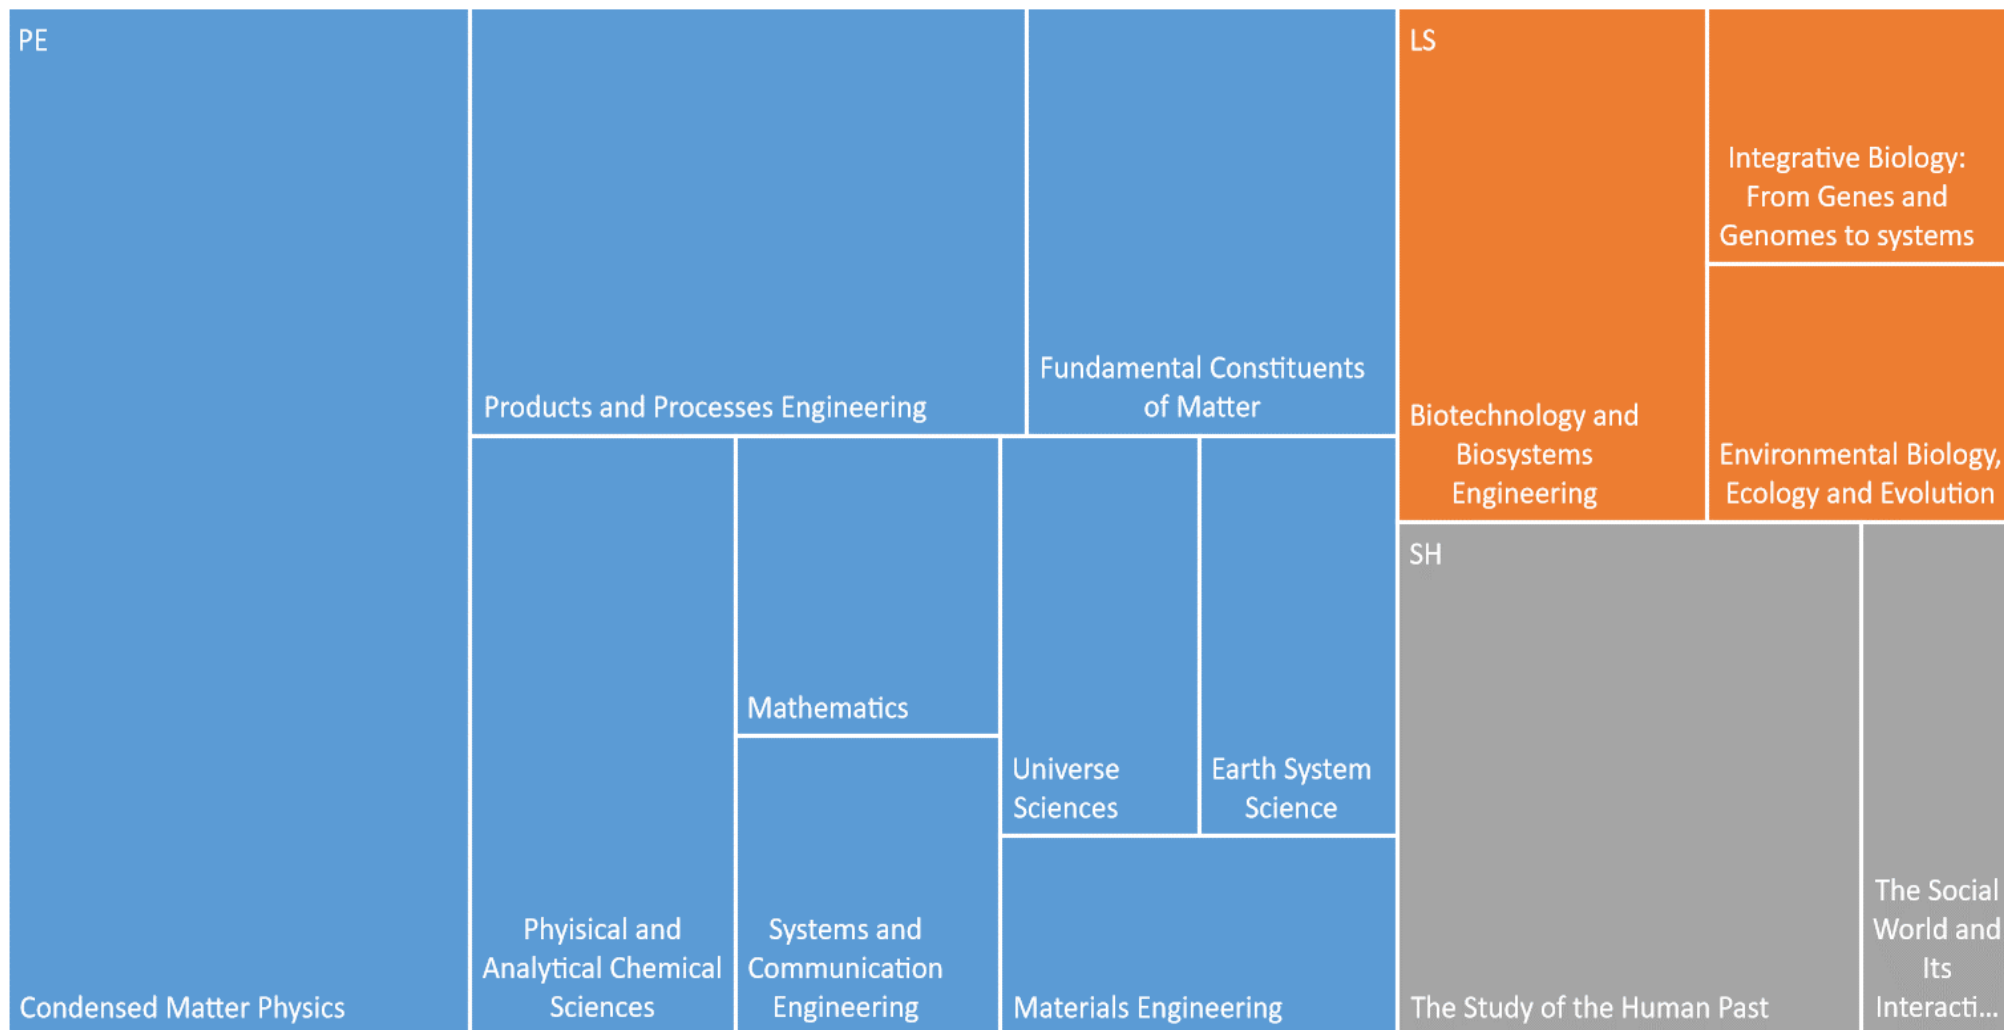 PE
Condensed Matter Physics
Products and Processes Engineering
Fundamental Constituents
of Matter
Phyisical and
Analytical Chemical
Sciences
Mathematics
Systems and
Communication
Engineering
Universe
Sciences
Earth System
Science
Materials Engineering
LS
Biotechnology and
Biosystems
Engineering
Integrative Biology:
From Genes and
Genomes to systems
Environmental Biology,
Ecology and Evolution
SH
The Study of the Human Past
The Social
World and
Its
Interacti...